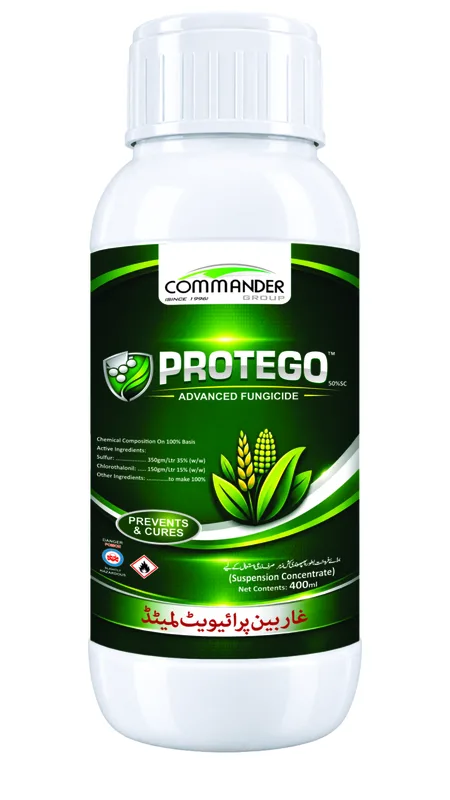 COMMANDER
(SINCE 1996) GROUP
PROTEGO™
50%SC
ADVANCED FUNGICIDE
Chemical Composition On 100% Basis
Active Ingredients:
Sulfur: .................. 350gm/Ltr 35% (w/w)
Chlorothalonil: ..... 150gm/Ltr 15% (w/w)
Other Ingredients: .............to make 100%
PREVENTS
& CURES
DANGER
(Suspension Concentrate)
Net Contents: 400ml
HAZARDOUS
غاربین پرائیویٹ لمیٹڈ